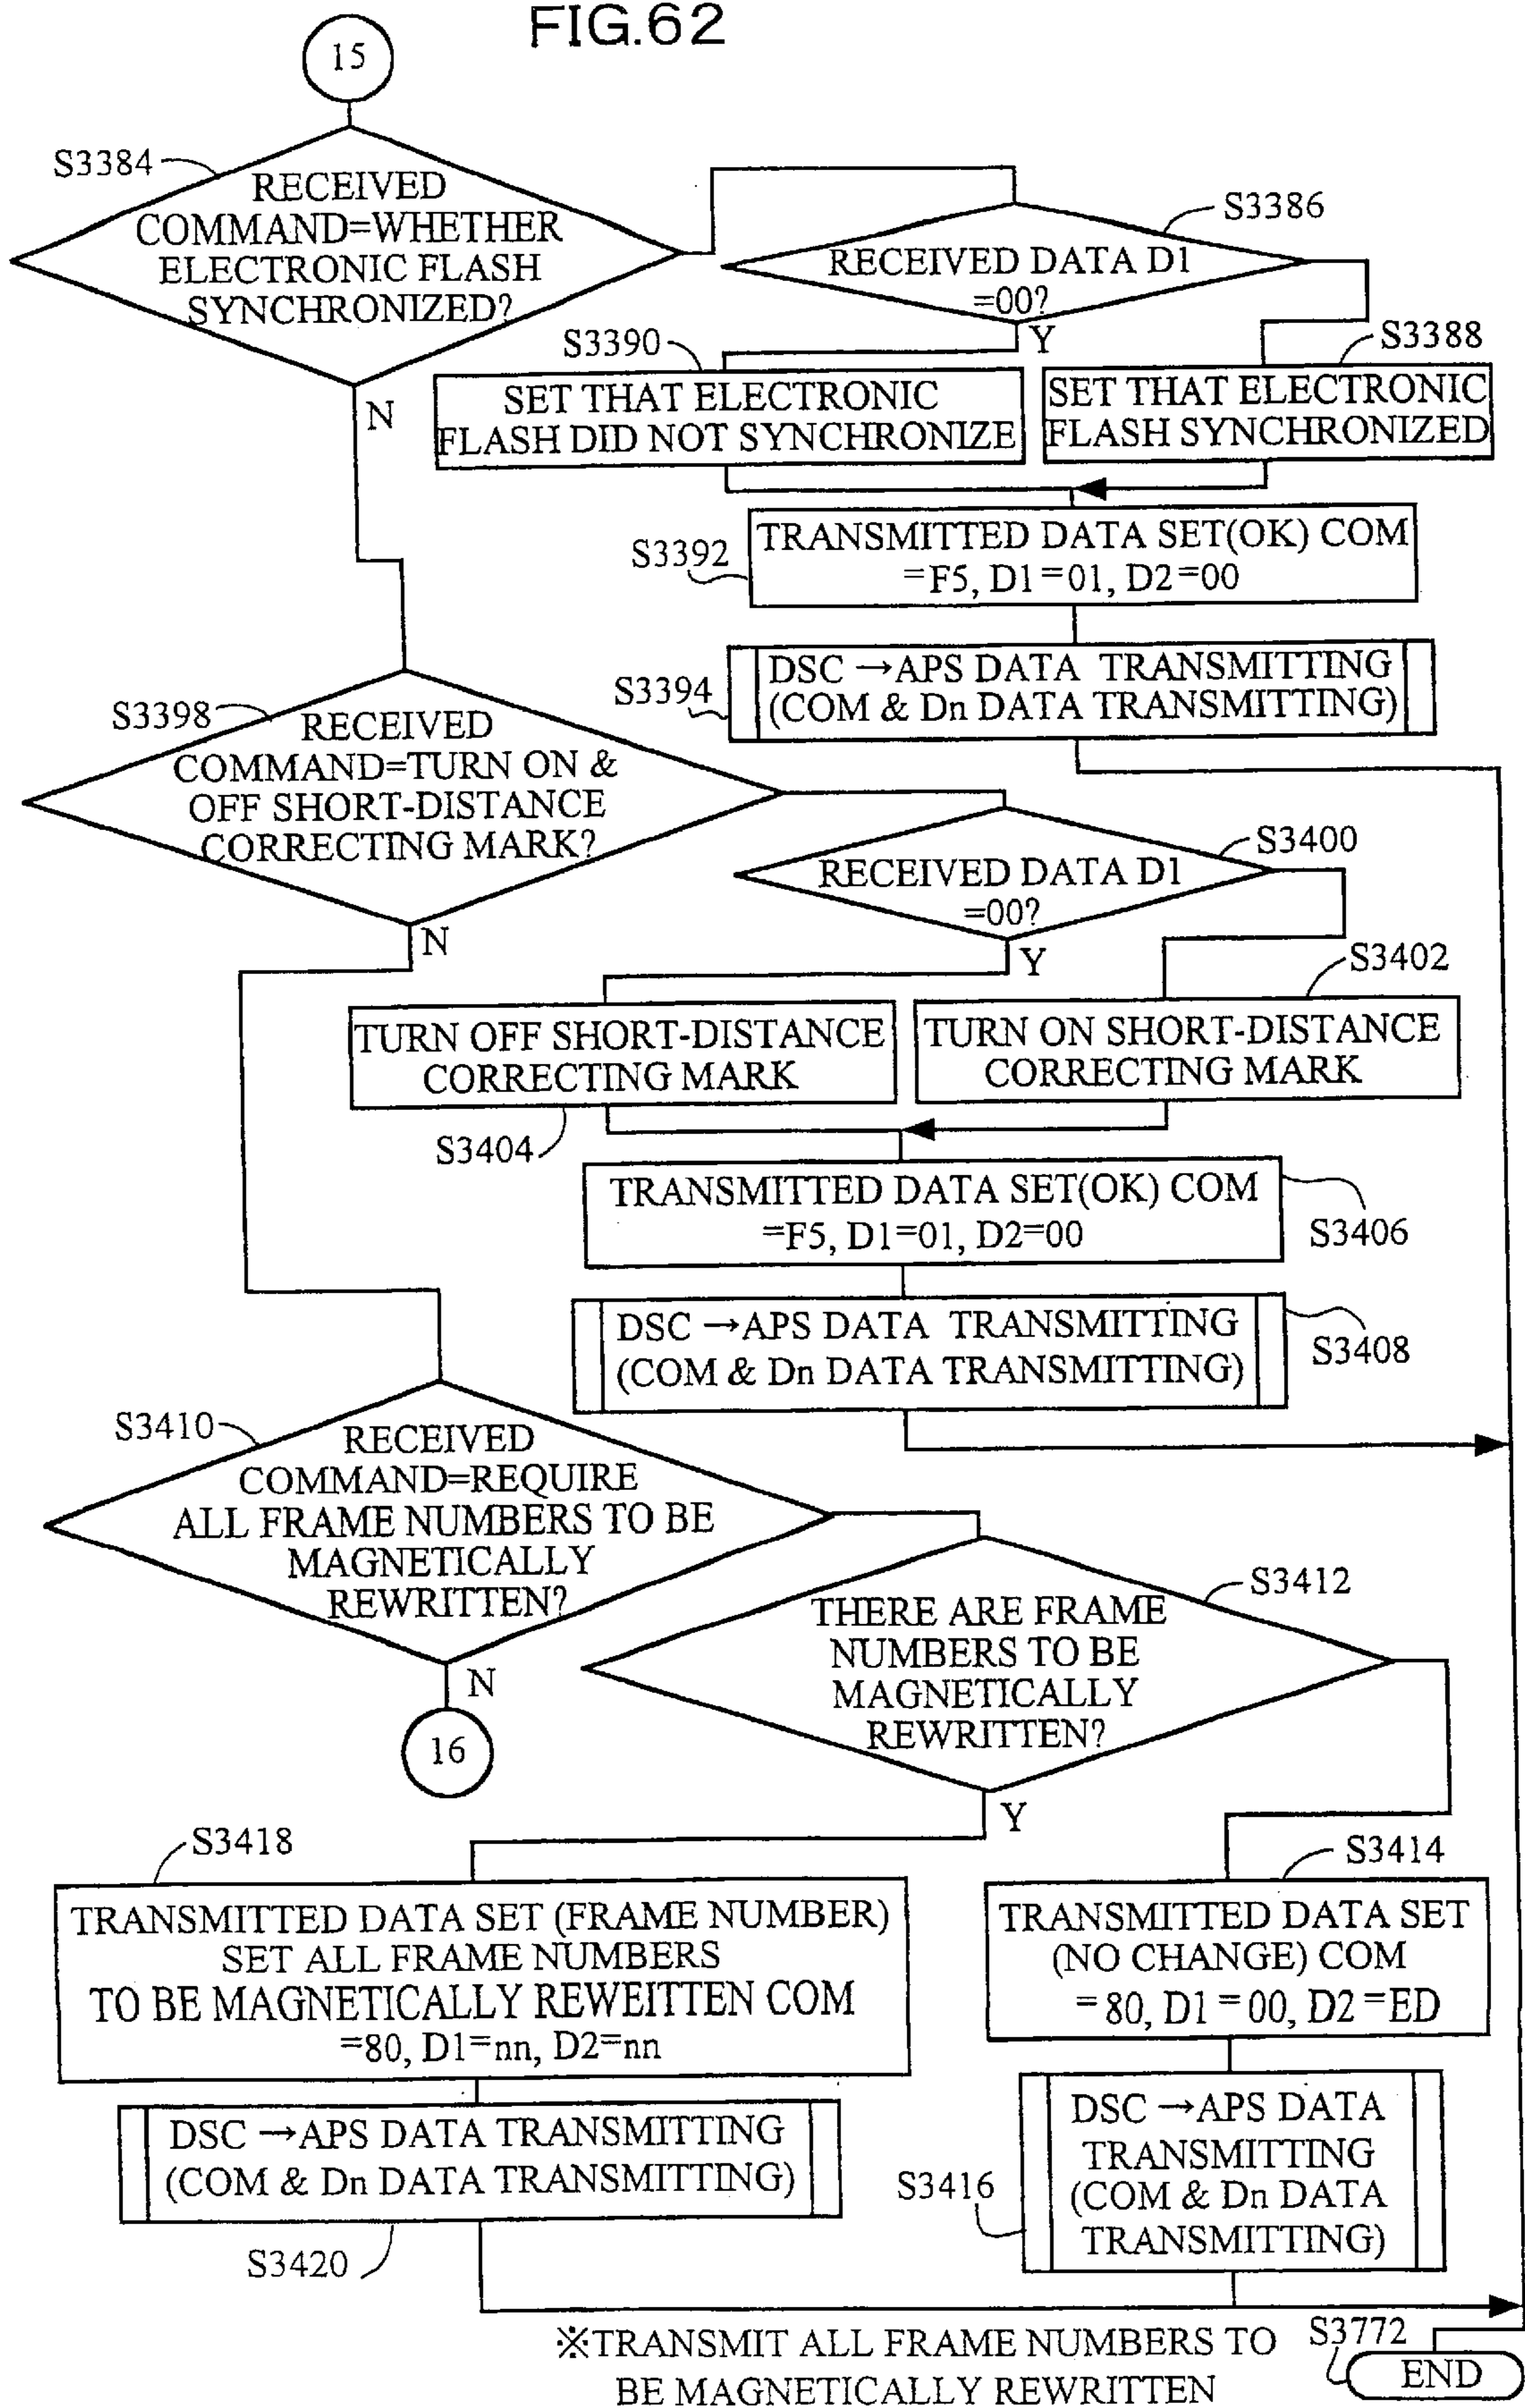 FIG.62
15
S3384
RECEIVED
COMMAND=WHETHER
ELECTRONIC FLASH
SYNCHRONIZED?
N
S3386
RECEIVED DATA D1
=00?
Y
S3390
SET THAT ELECTRONIC
FLASH DID NOT SYNCHRONIZE
S3388
SET THAT ELECTRONIC
FLASH SYNCHRONIZED
S3392
TRANSMITTED DATA SET(OK) COM
=F5, D1=01, D2=00
S3394
DSC→APS DATA TRANSMITTING
(COM & Dn DATA TRANSMITTING)
S3398
RECEIVED
COMMAND=TURN ON &
OFF SHORT-DISTANCE
CORRECTING MARK?
N
S3400
RECEIVED DATA D1
=00?
Y
S3402
TURN OFF SHORT-DISTANCE
CORRECTING MARK
TURN ON SHORT-DISTANCE
CORRECTING MARK
S3404
TRANSMITTED DATA SET(OK) COM
=F5, D1=01, D2=00
S3406
DSC→APS DATA TRANSMITTING
(COM & Dn DATA TRANSMITTING)
S3408
S3410
RECEIVED
COMMAND=REQUIRE
ALL FRAME NUMBERS TO BE
MAGNETICALLY
REWRITTEN?
N
16
S3412
THERE ARE FRAME
NUMBERS TO BE
MAGNETICALLY
REWRITTEN?
Y
S3418
TRANSMITTED DATA SET (FRAME NUMBER)
SET ALL FRAME NUMBERS
TO BE MAGNETICALLY REWEITTEN COM
=80, D1=nn, D2=nn
S3414
TRANSMITTED DATA SET
(NO CHANGE) COM
=80, D1=00, D2=ED
DSC→APS DATA TRANSMITTING
(COM & Dn DATA TRANSMITTING)
S3420
S3416
DSC→APS DATA
TRANSMITTING
(COM & Dn DATA
TRANSMITTING)
※TRANSMIT ALL FRAME NUMBERS TO
BE MAGNETICALLY REWRITTEN
S3772
END